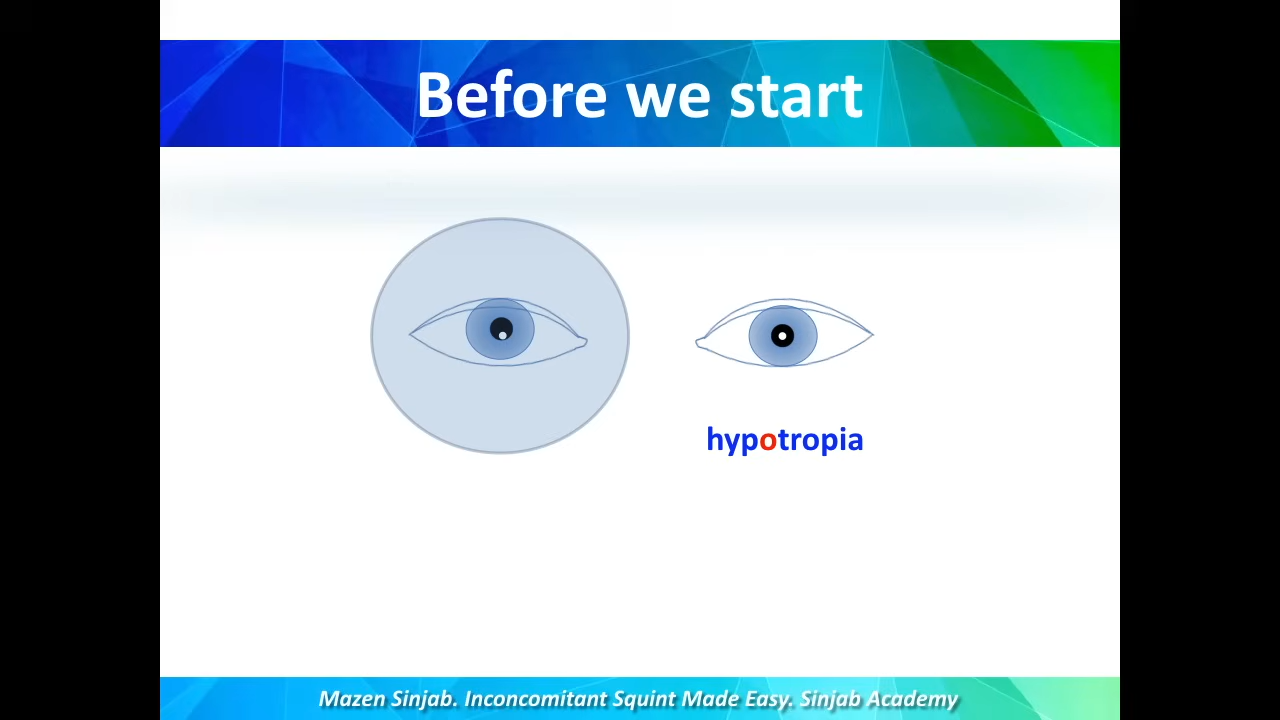 Before we start
hypotropia
Mazen Sinjab. Inconcomitant Squint Made Easy. Sinjab Academy